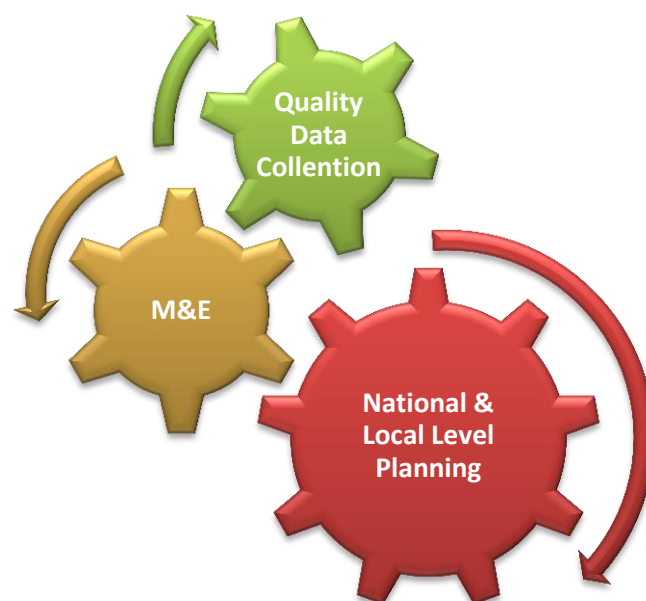 Quality
Data
Collention
M&E
National &
Local Level
Planning